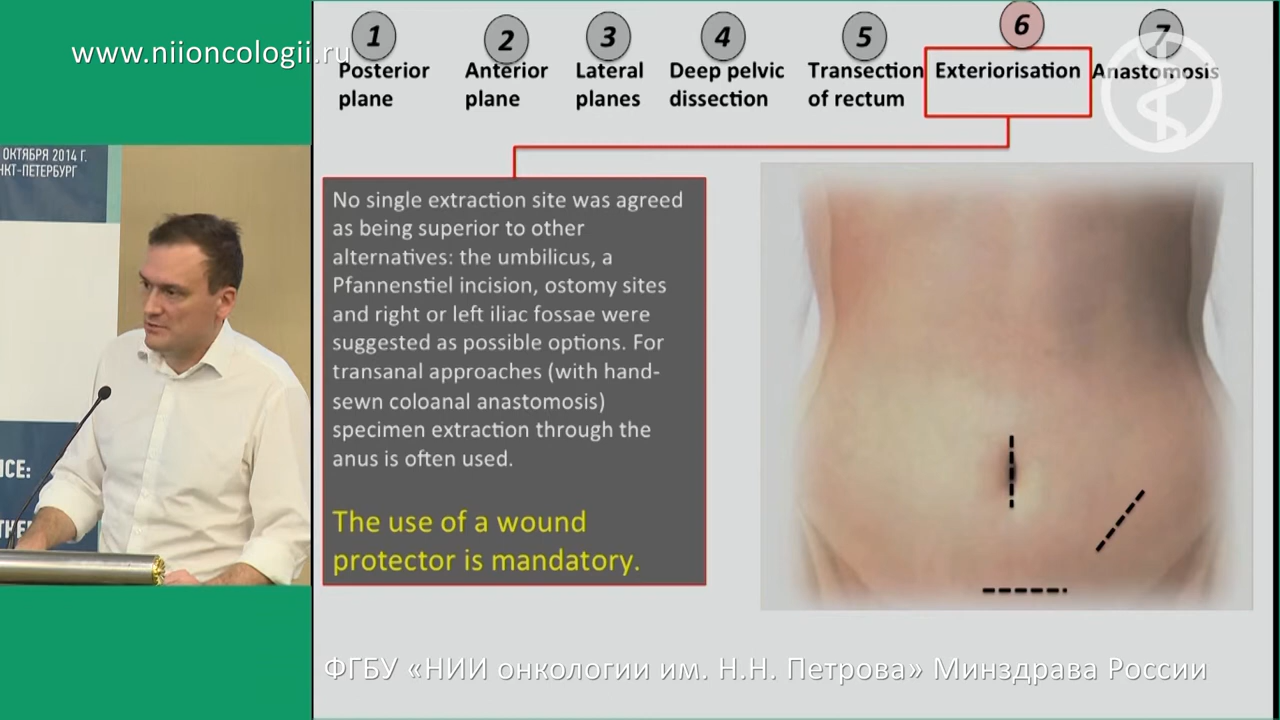 www.niioncologii.ru
1
2
3
4
5
6
7
Posterior plane
Anterior plane
Lateral planes
Deep pelvic dissection
Transection of rectum
Exteriorisation
Anastomosis
ОКТЯБРЯ 2014 Г.
НКТ-ПЕТЕРБУРГ
No single extraction site was agreed
as being superior to other
alternatives: the umbilicus, a
Pfannenstiel incision, ostomy sites
and right or left iliac fossae were
suggested as possible options. For
transanal approaches (with hand-
sewn coloanal anastomosis)
specimen extraction through the
anus is often used.
The use of a wound
protector is mandatory.
ФГБУ «НИИ онкологии им. Н.Н. Петрова» Минздрава России